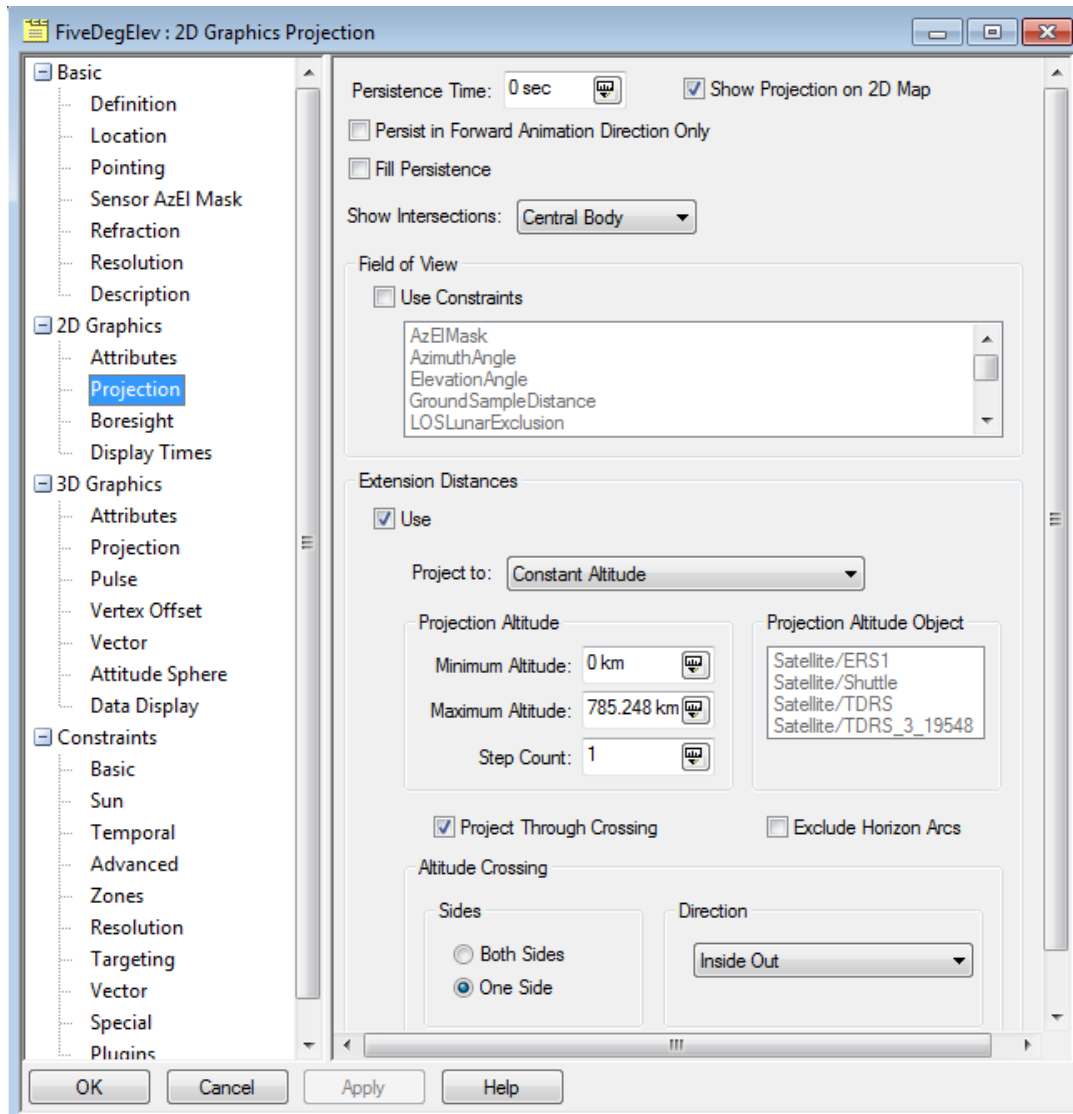 FiveDegElev : 2D Graphics Projection
Basic
Definition
Location
Pointing
Sensor AzEl Mask
Refraction
Resolution
Description
2D Graphics
Attributes
Projection
Boresight
Display Times
3D Graphics
Attributes
Projection
Pulse
Vertex Offset
Vector
Attitude Sphere
Data Display
Constraints
Basic
Sun
Temporal
Advanced
Zones
Resolution
Targeting
Vector
Special
Plugins
Persistence Time: 0 sec
Show Projection on 2D Map
Persist in Forward Animation Direction Only
Fill Persistence
Show Intersections: Central Body
Field of View
Use Constraints
AzElMask
AzimuthAngle
ElevationAngle
GroundSampleDistance
LOSLunarExclusion
Extension Distances
Use
Project to: Constant Altitude
Projection Altitude
Minimum Altitude: 0 km
Maximum Altitude: 785.248 km
Step Count: 1
Projection Altitude Object
Satellite/ERS1
Satellite/Shuttle
Satellite/TDRS
Satellite/TDRS_3_19548
Project Through Crossing
Exclude Horizon Arcs
Altitude Crossing
Sides
Both Sides
One Side
Direction
Inside Out
OK
Cancel
Apply
Help